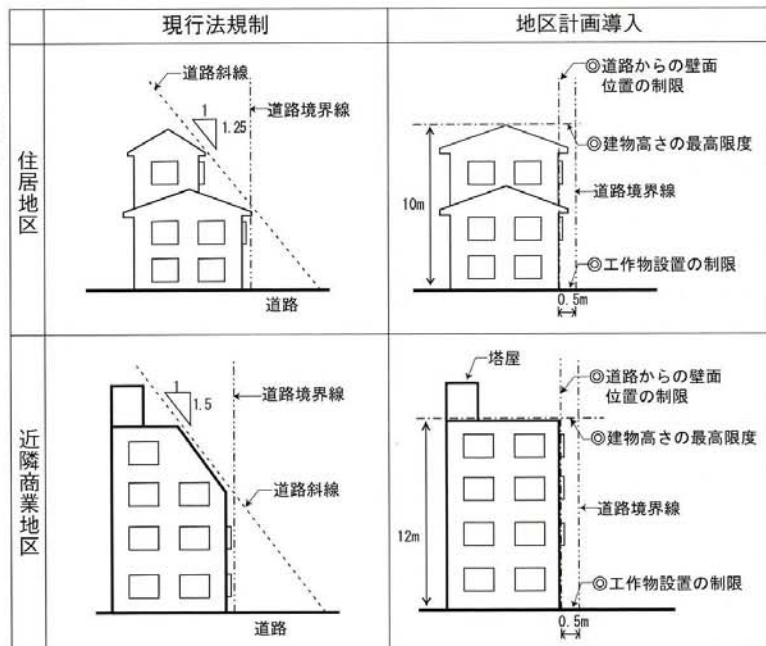 現行法規制
地区計画導入
住居地区
道路斜線
1
1.25
道路境界線
道路
◎道路からの壁面
位置の制限
◎建物高さの最高限度
10m
道路境界線
◎工作物設置の制限
0.5m
近隣商業地区
1
1.5
道路境界線
道路斜線
道路
塔屋
◎道路からの壁面
位置の制限
◎建物高さの最高限度
12m
道路境界線
◎工作物設置の制限
0.5m